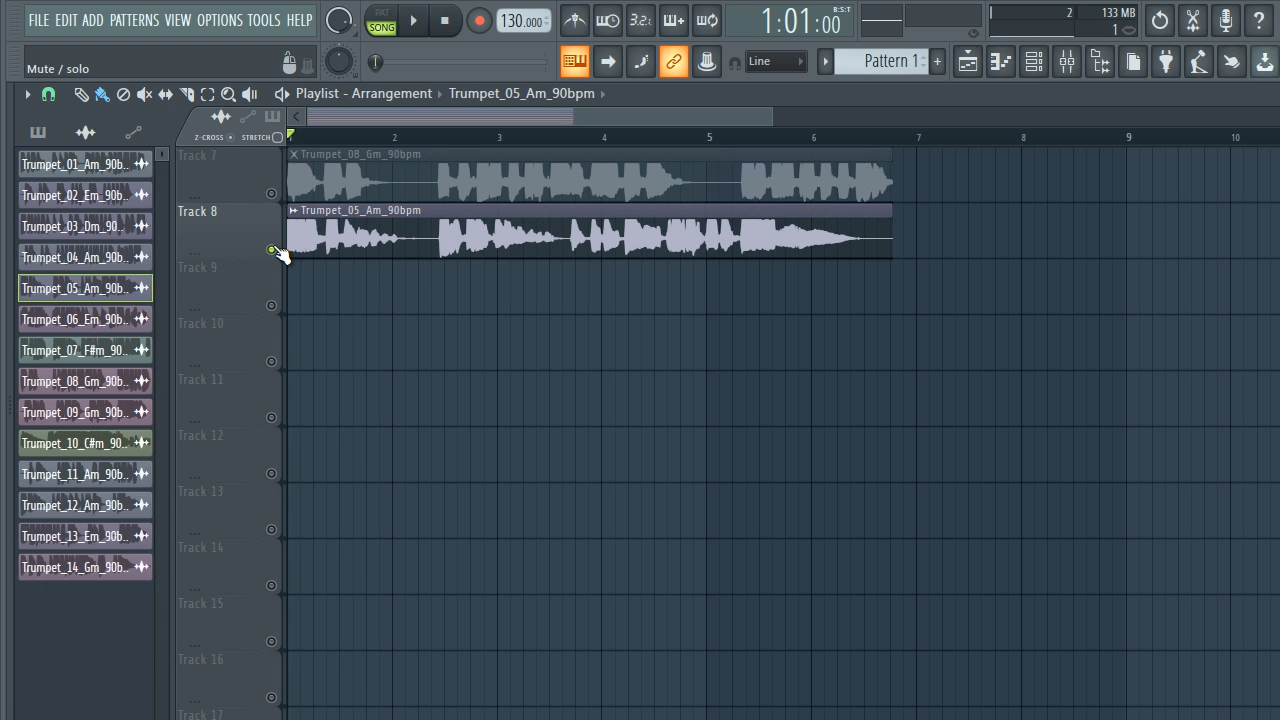 FILE EDIT ADD PATTERNS VIEW OPTIONS TOOLS HELP
PAT
SONG
130.000
3.2.
1:01:00
B:S:T
2
133 MB
1
?
Mute / solo
Line
Pattern 1
+
Playlist - Arrangement › Trumpet_05_Am_90bpm ›
Z-CROSS
STRETCH
2 3 4 5 6 7 8 9 10
Trumpet_01_Am_90b..
Trumpet_02_Em_90b..
Trumpet_03_Dm_90..
Trumpet_04_Am_90b..
Trumpet_05_Am_90b..
Trumpet_06_Em_90b..
Trumpet_07_F#m_90..
Trumpet_08_Gm_90b..
Trumpet_09_Gm_90b..
Trumpet_10_C#m_90..
Trumpet_11_Am_90b..
Trumpet_12_Am_90b..
Trumpet_13_Em_90b..
Trumpet_14_Gm_90b..
Track 7
...
Trumpet_08_Gm_90bpm
Track 8
Trumpet_05_Am_90bpm
Track 9
...
Track 10
...
Track 11
...
Track 12
...
Track 13
...
Track 14
...
Track 15
...
Track 16
...
Track 17